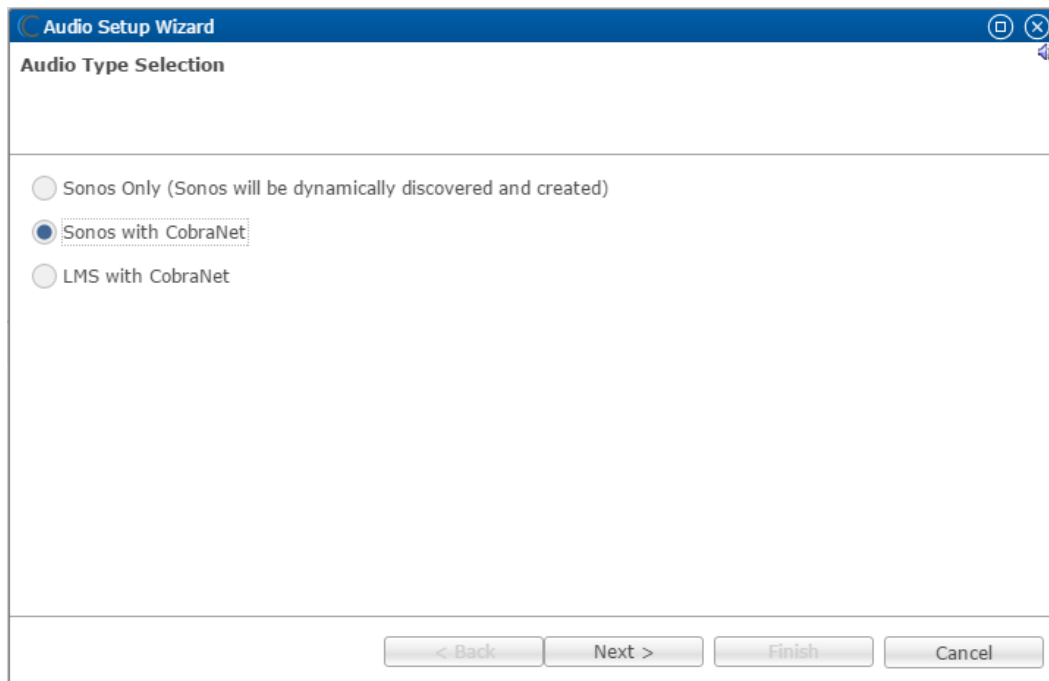 Audio Setup Wizard
Audio Type Selection
Sonos Only (Sonos will be dynamically discovered and created)
Sonos with CobraNet
LMS with CobraNet
< Back Next > Finish Cancel